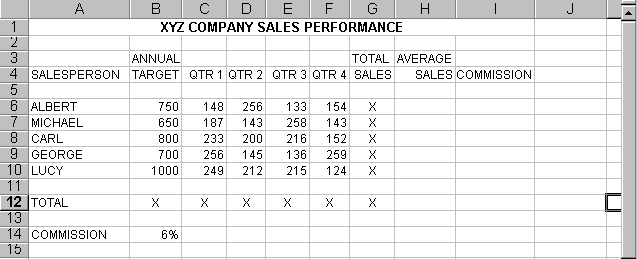 A B C D E F G H I J
1 XYZ COMPANY SALES PERFORMANCE
2
3 ANNUAL TOTAL AVERAGE
4 SALESPERSON TARGET QTR 1 QTR 2 QTR 3 QTR 4 SALES SALES COMMISSION
5
6 ALBERT 750 148 256 133 154 X
7 MICHAEL 650 187 143 258 143 X
8 CARL 800 233 200 216 152 X
9 GEORGE 700 256 145 136 259 X
10 LUCY 1000 249 212 215 124 X
11
12 TOTAL X X X X X X
13
14 COMMISSION 6%
15